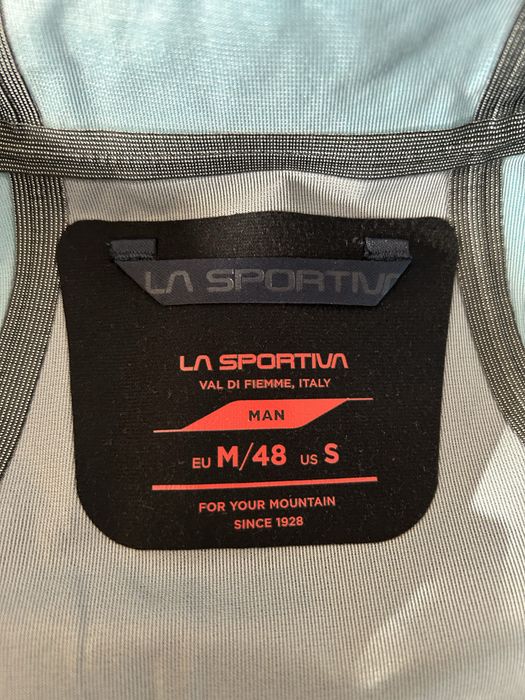 LA SPORTIVA
LA SPORTIVA
VAL DI FIEMME, ITALY
MAN
EU M/48 US S
FOR YOUR MOUNTAIN
SINCE 1928